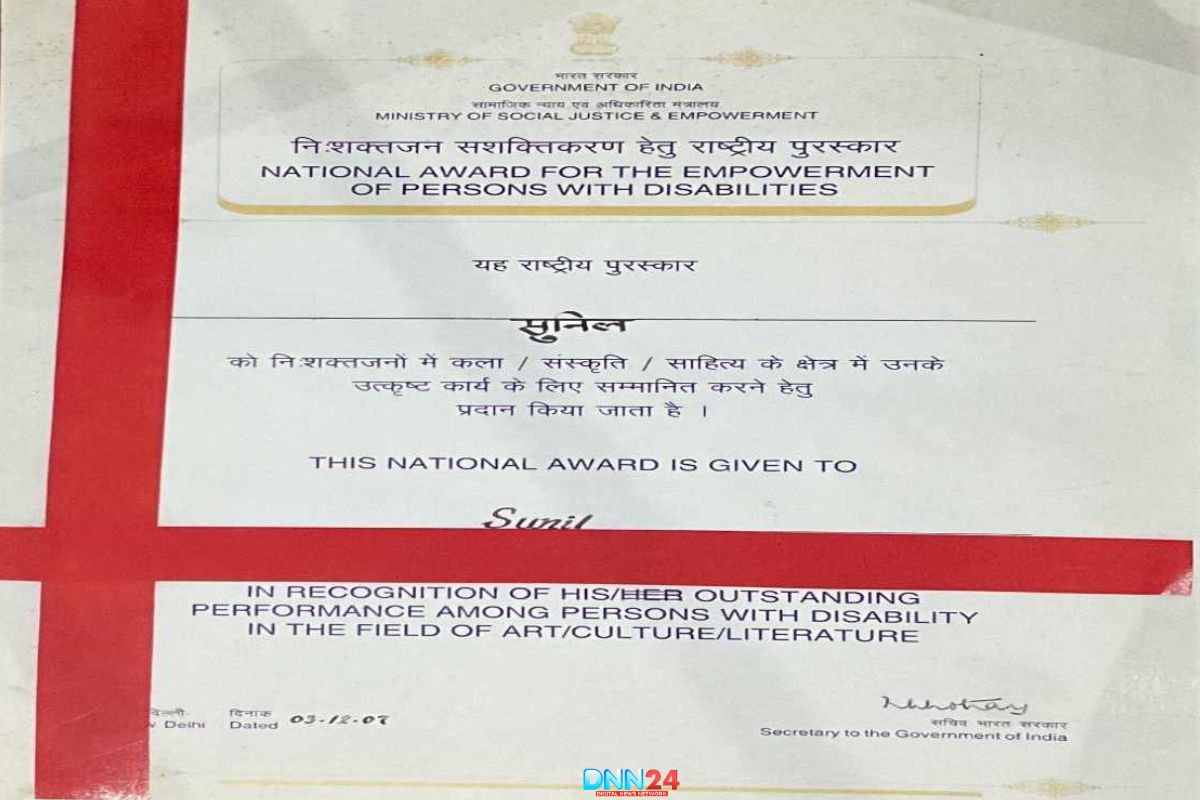 भारत सरकार
GOVERNMENT OF INDIA
सामाजिक न्याय एवं अधिकारिता मंत्रालय
MINISTRY OF SOCIAL JUSTICE & EMPOWERMENT
नि:शक्तजन सशक्तिकरण हेतु राष्ट्रीय पुरस्कार
NATIONAL AWARD FOR THE EMPOWERMENT
OF PERSONS WITH DISABILITIES
यह राष्ट्रीय पुरस्कार
सुनिल
को नि:शक्तजनों में कला / संस्कृति / साहित्य के क्षेत्र में उनके
उत्कृष्ट कार्य के लिए सम्मानित करने हेतु
प्रदान किया जाता है ।
THIS NATIONAL AWARD IS GIVEN TO
Sunil
IN RECOGNITION OF HIS/HER OUTSTANDING
PERFORMANCE AMONG PERSONS WITH DISABILITY
IN THE FIELD OF ART/CULTURE/LITERATURE
दिनांक
Delhi Dated 03-12-07
सचिव भारत सरकार
Secretary to the Government of India
DNN24
DIGITAL NEWS NETWORK